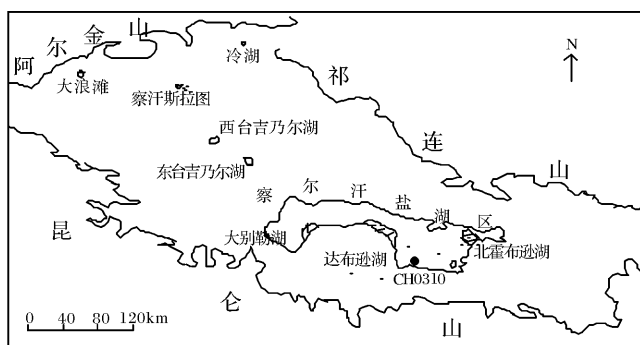 阿尔金山
冷湖
N
祁连山
大浪滩
察汗斯拉图
西台吉乃尔湖
东台吉乃尔湖
察尔汗盐湖区
大别勒湖
北霍布逊湖
达布逊湖
CH0310
昆仑山
0 40 80 120km